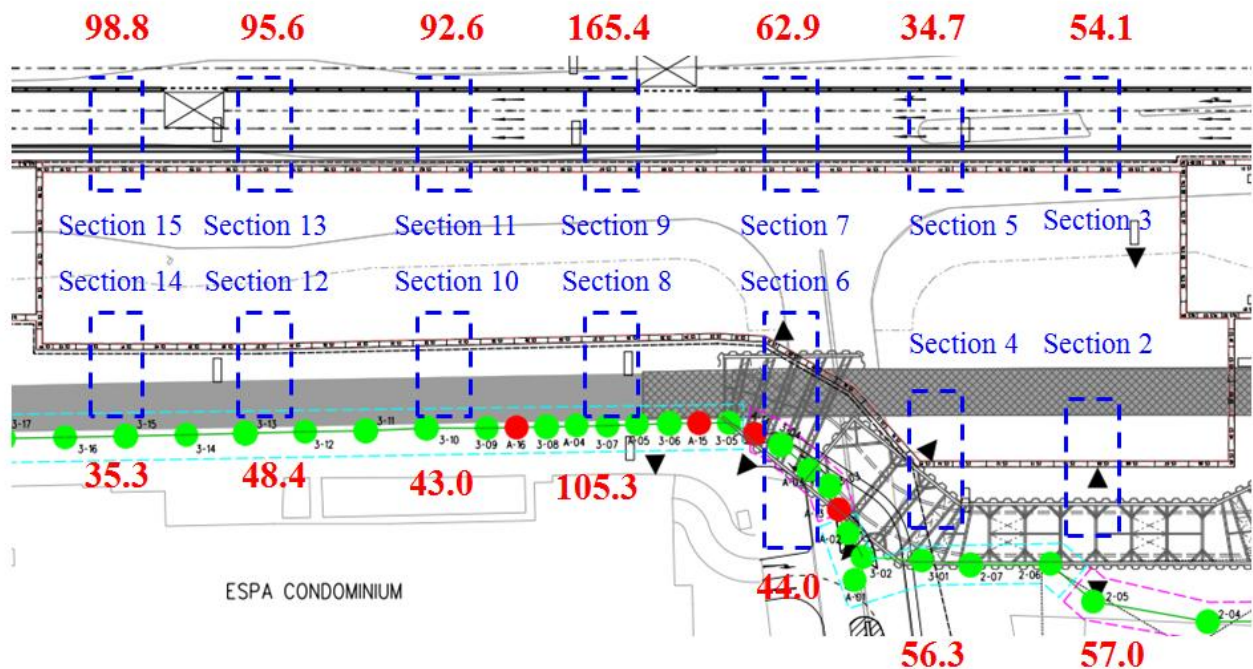 98.8 95.6 92.6 165.4 62.9 34.7 54.1
Section 15 Section 13 Section 11 Section 9 Section 7 Section 5 Section 3
Section 14 Section 12 Section 10 Section 8 Section 6
Section 4 Section 2
3-17 3-16 3-15 3-14 3-13 3-12 3-11 3-10 3-09 A-16 3-08 A-04 3-07 A-05 3-06 A-15 3-05
35.3 48.4 43.0 105.3
A-02
3-02 3-01 2-07 2-06
A-01 2-05 2-04
ESPA CONDOMINIUM
44.0
56.3 57.0